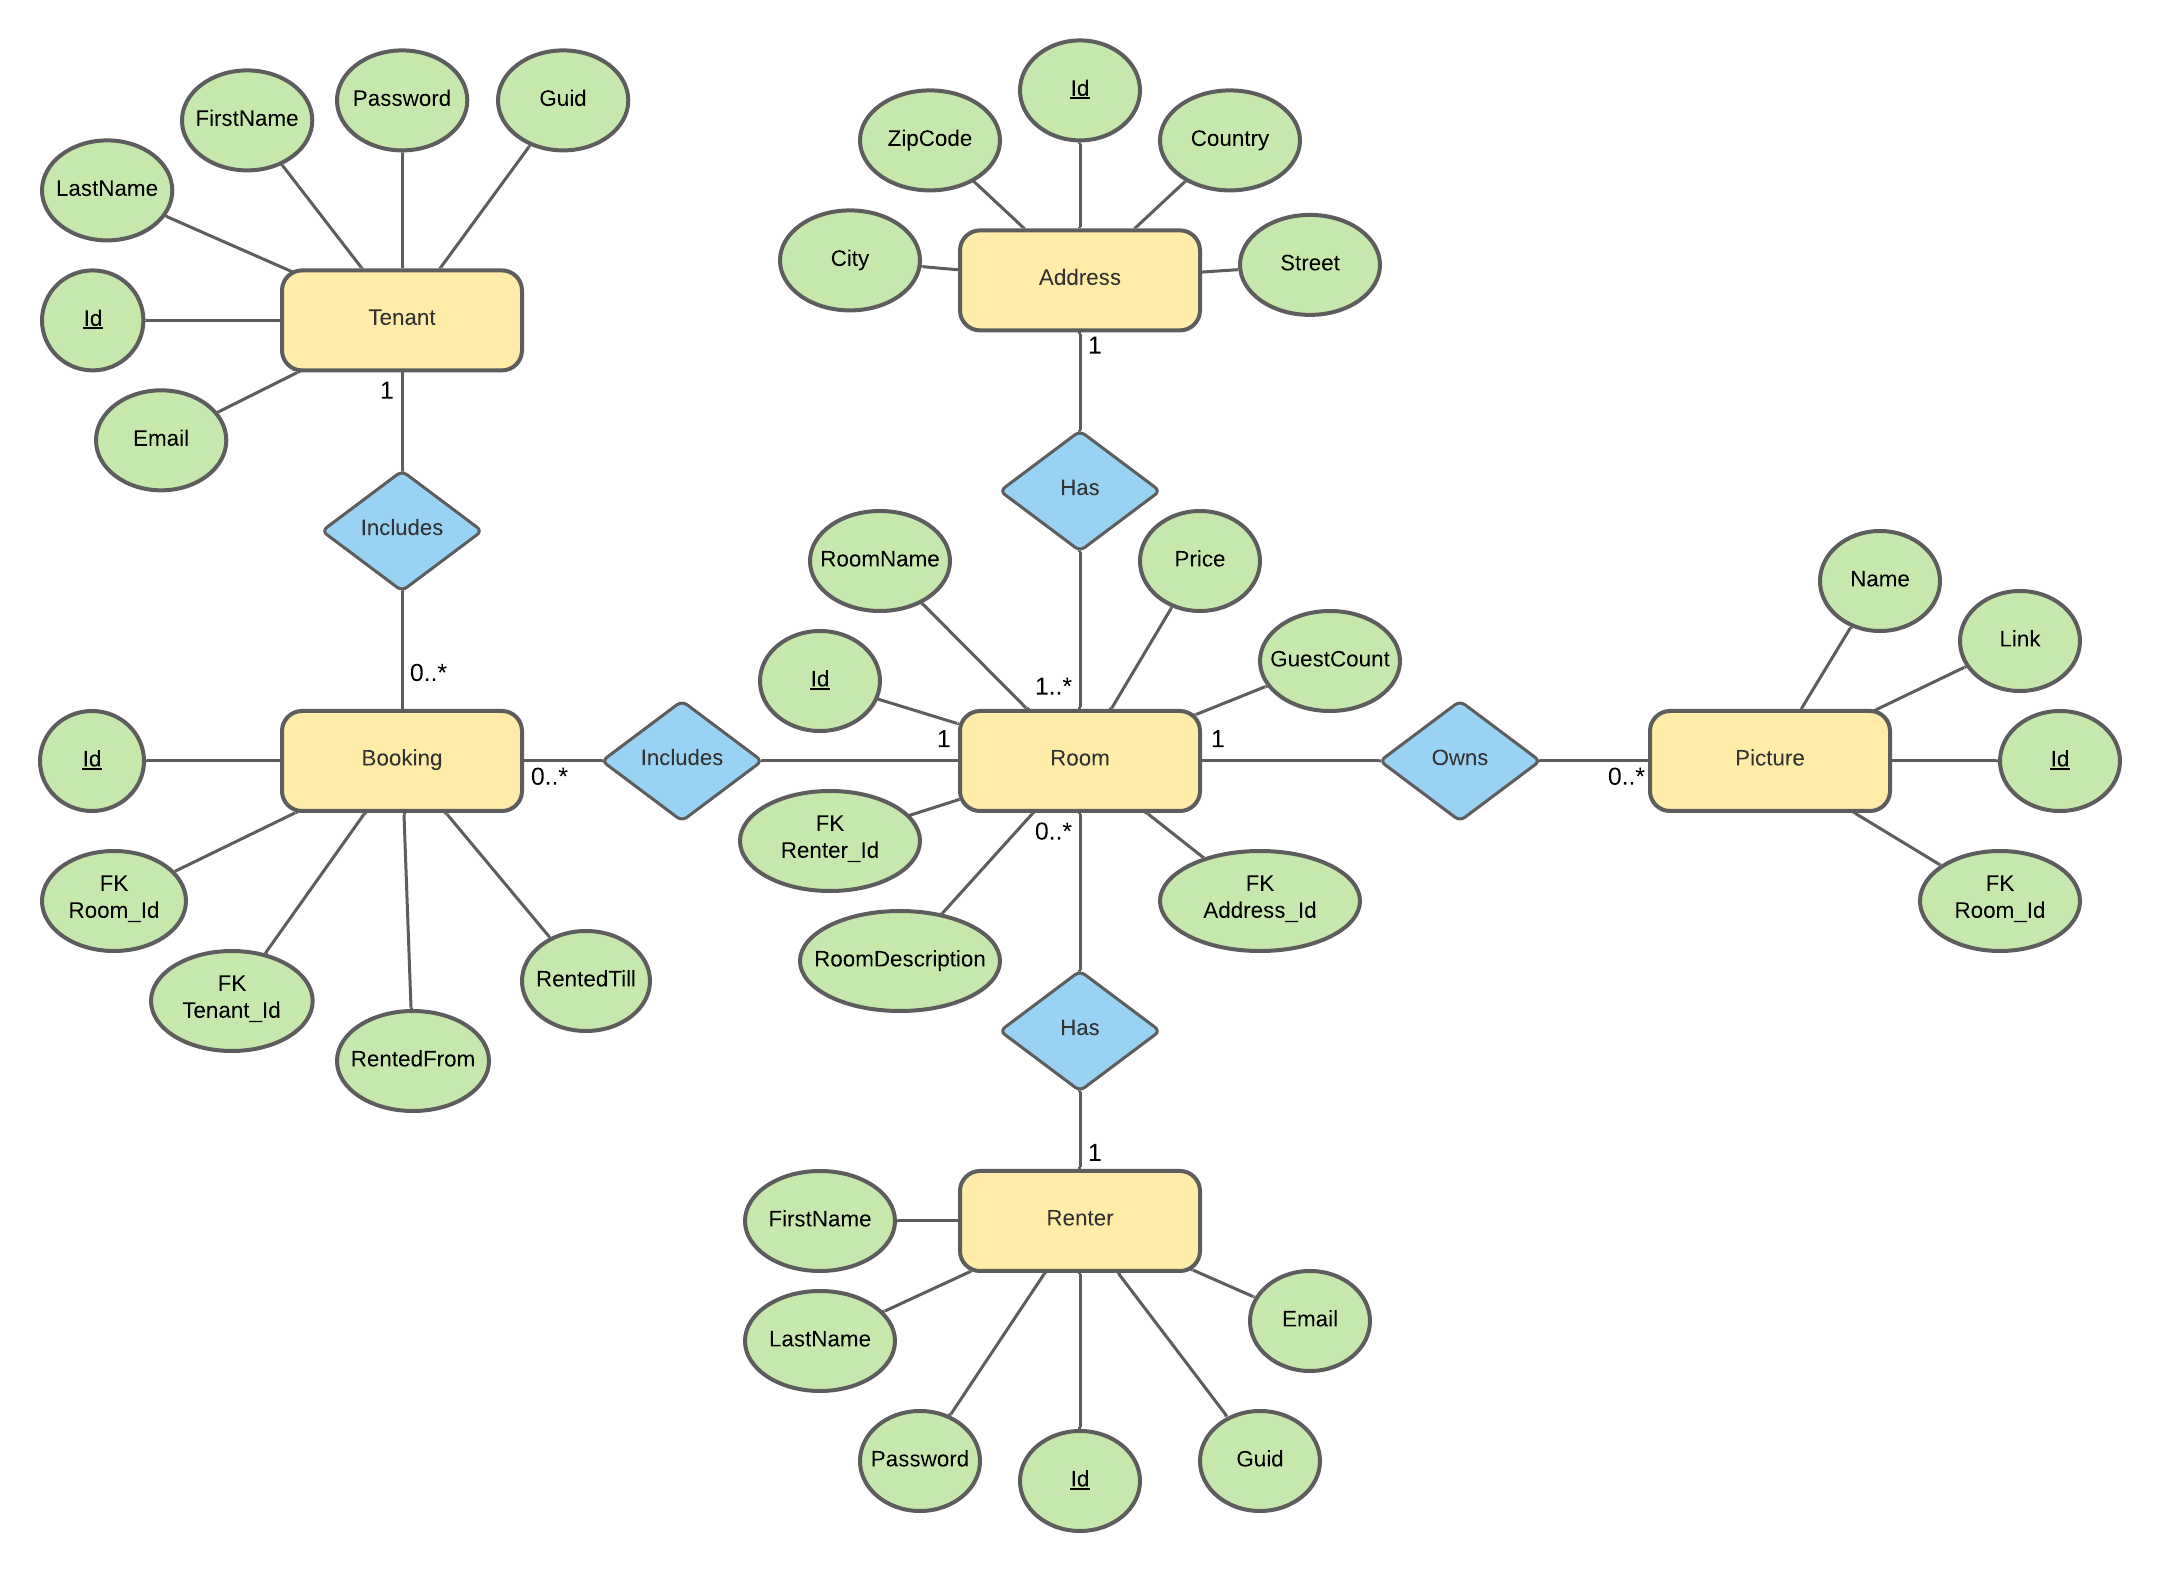 Id
Password
Guid
FirstName
ZipCode
Country
LastName
City
Street
Address
Id
Tenant
1
1
Email
Has
Includes
RoomName
Price
Name
Link
GuestCount
Id
0..*
1..*
Id
Booking
0..*
Includes
1
Room
1
Owns
0..*
Picture
Id
FK
Renter_Id
0..*
FK
Room_Id
FK
Address_Id
FK
Room_Id
RoomDescription
RentedTill
FK
Tenant_Id
Has
RentedFrom
1
FirstName
Renter
LastName
Email
Password
Id
Guid